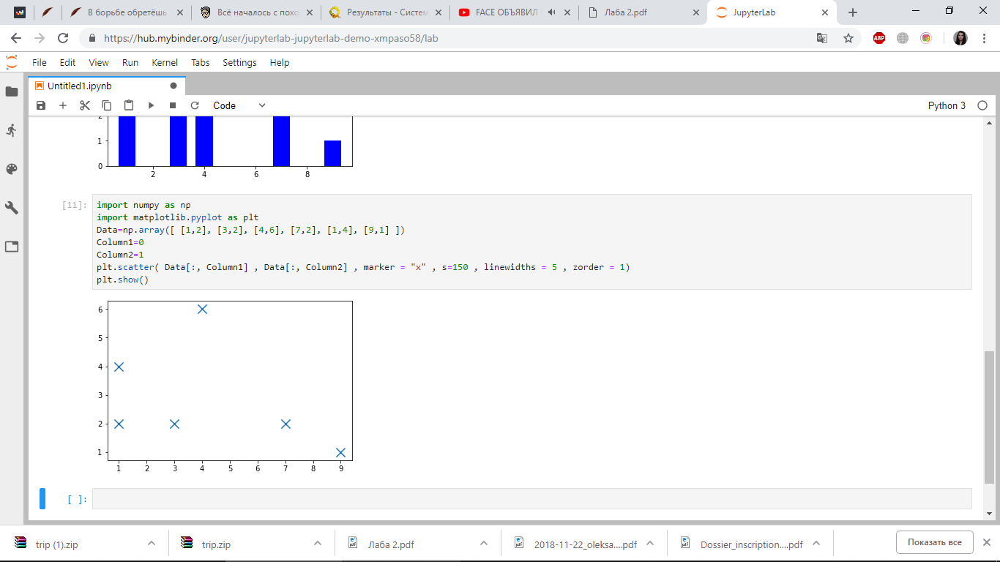 В борьбе обретёшь
Всё началось с похо
Результаты - Систем
FACE ОБЪЯВИЛ
Лаба 2.pdf
JupyterLab
https://hub.mybinder.org/user/jupyterlab-jupyterlab-demo-xmpaso58/lab
ABP
File Edit View Run Kernel Tabs Settings Help
Untitled1.ipynb
Code
Python 3
2
1
0
2 4 6 8
[11]:
import numpy as np
import matplotlib.pyplot as plt
Data=np.array([ [1,2], [3,2], [4,6], [7,2], [1,4], [9,1] ])
Column1=0
Column2=1
plt.scatter( Data[:, Column1] , Data[:, Column2] , marker = "x" , s=150 , linewidths = 5 , zorder = 1)
plt.show()
6
5
4
3
2
1
1 2 3 4 5 6 7 8 9
[ ]:
trip (1).zip
trip.zip
Лаба 2.pdf
2018-11-22_oleksa....pdf
Dossier_inscription....pdf
Показать все